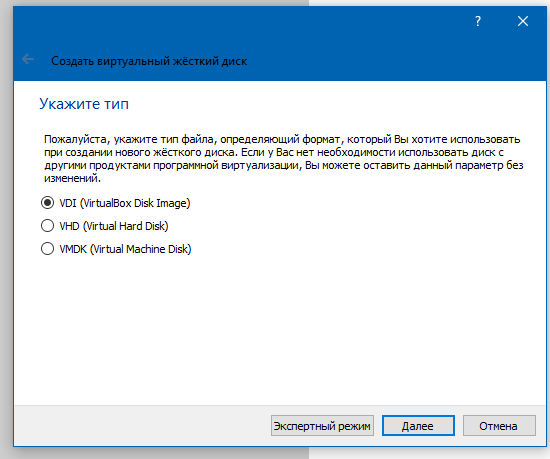 ?
Создать виртуальный жёсткий диск
Укажите тип
Пожалуйста, укажите тип файла, определяющий формат, который Вы хотите использовать
при создании нового жёсткого диска. Если у Вас нет необходимости использовать диск с
другими продуктами программной виртуализации, Вы можете оставить данный параметр без
изменений.
VDI (VirtualBox Disk Image)
VHD (Virtual Hard Disk)
VMDK (Virtual Machine Disk)
Экспертный режим Далее Отмена